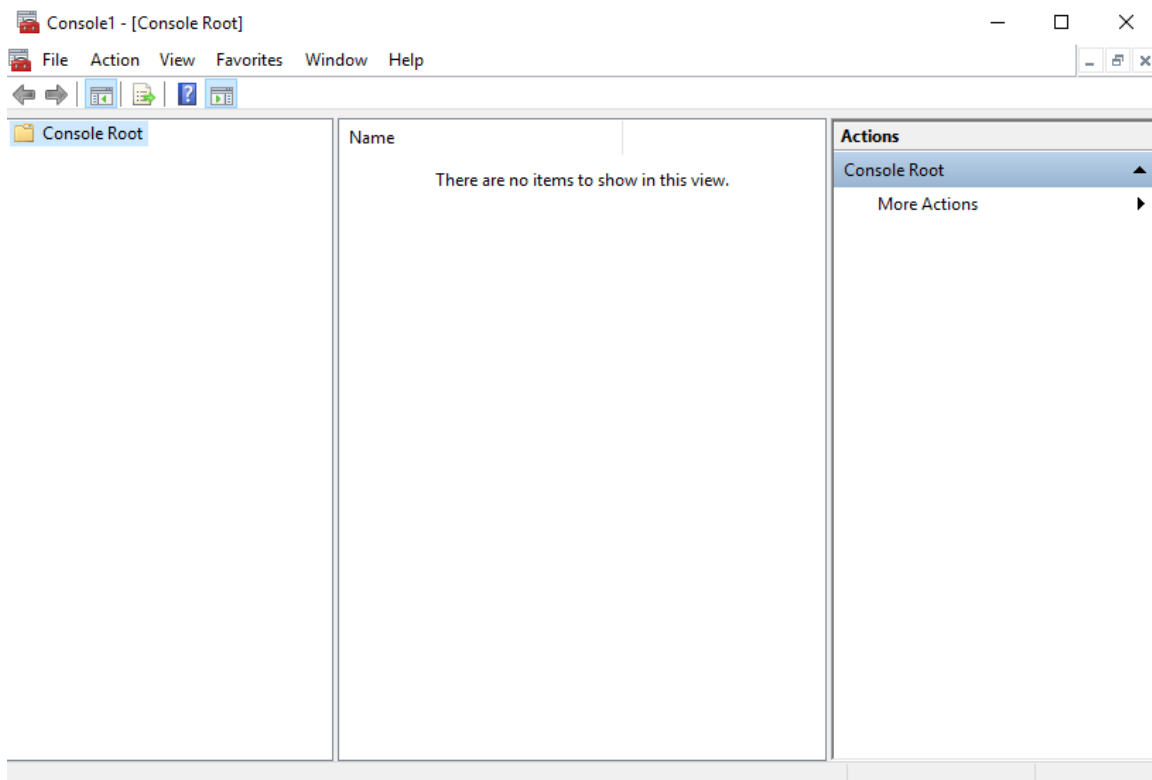 Console1 - [Console Root]
File Action View Favorites Window Help
Console Root
Name
There are no items to show in this view.
Actions
Console Root
More Actions